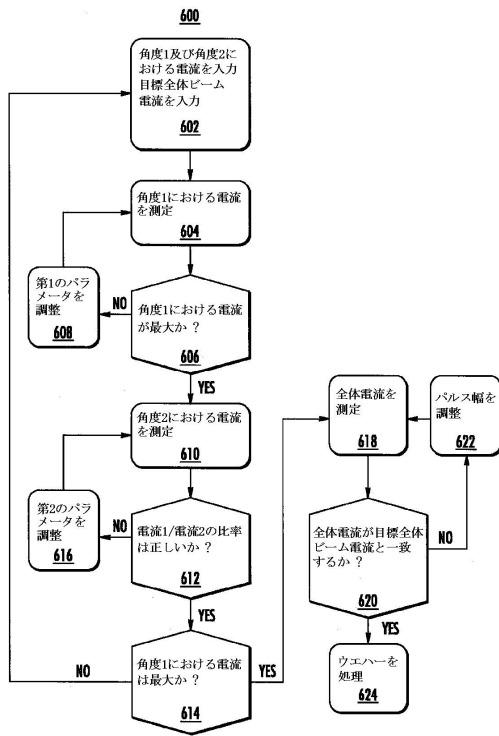 600
角度1及び角度2に
おける電流を入力
目標全体ビーム
電流を入力
602
角度1における電流
を測定
604
第1のパラ
メータを
調整
608
NO
角度1における電流
が最大か？
606
YES
角度2における電流
を測定
610
第2のパラ
メータを
調整
616
NO
電流1/電流2の比率
は正しいか？
612
YES
NO
角度1における電流
は最大か？
614
YES
全体電流
を測定
618
パルス幅を
調整
622
全体電流が目標全体
ビーム電流と一致
するか？
620
NO
YES
ウエハーを
処理
624